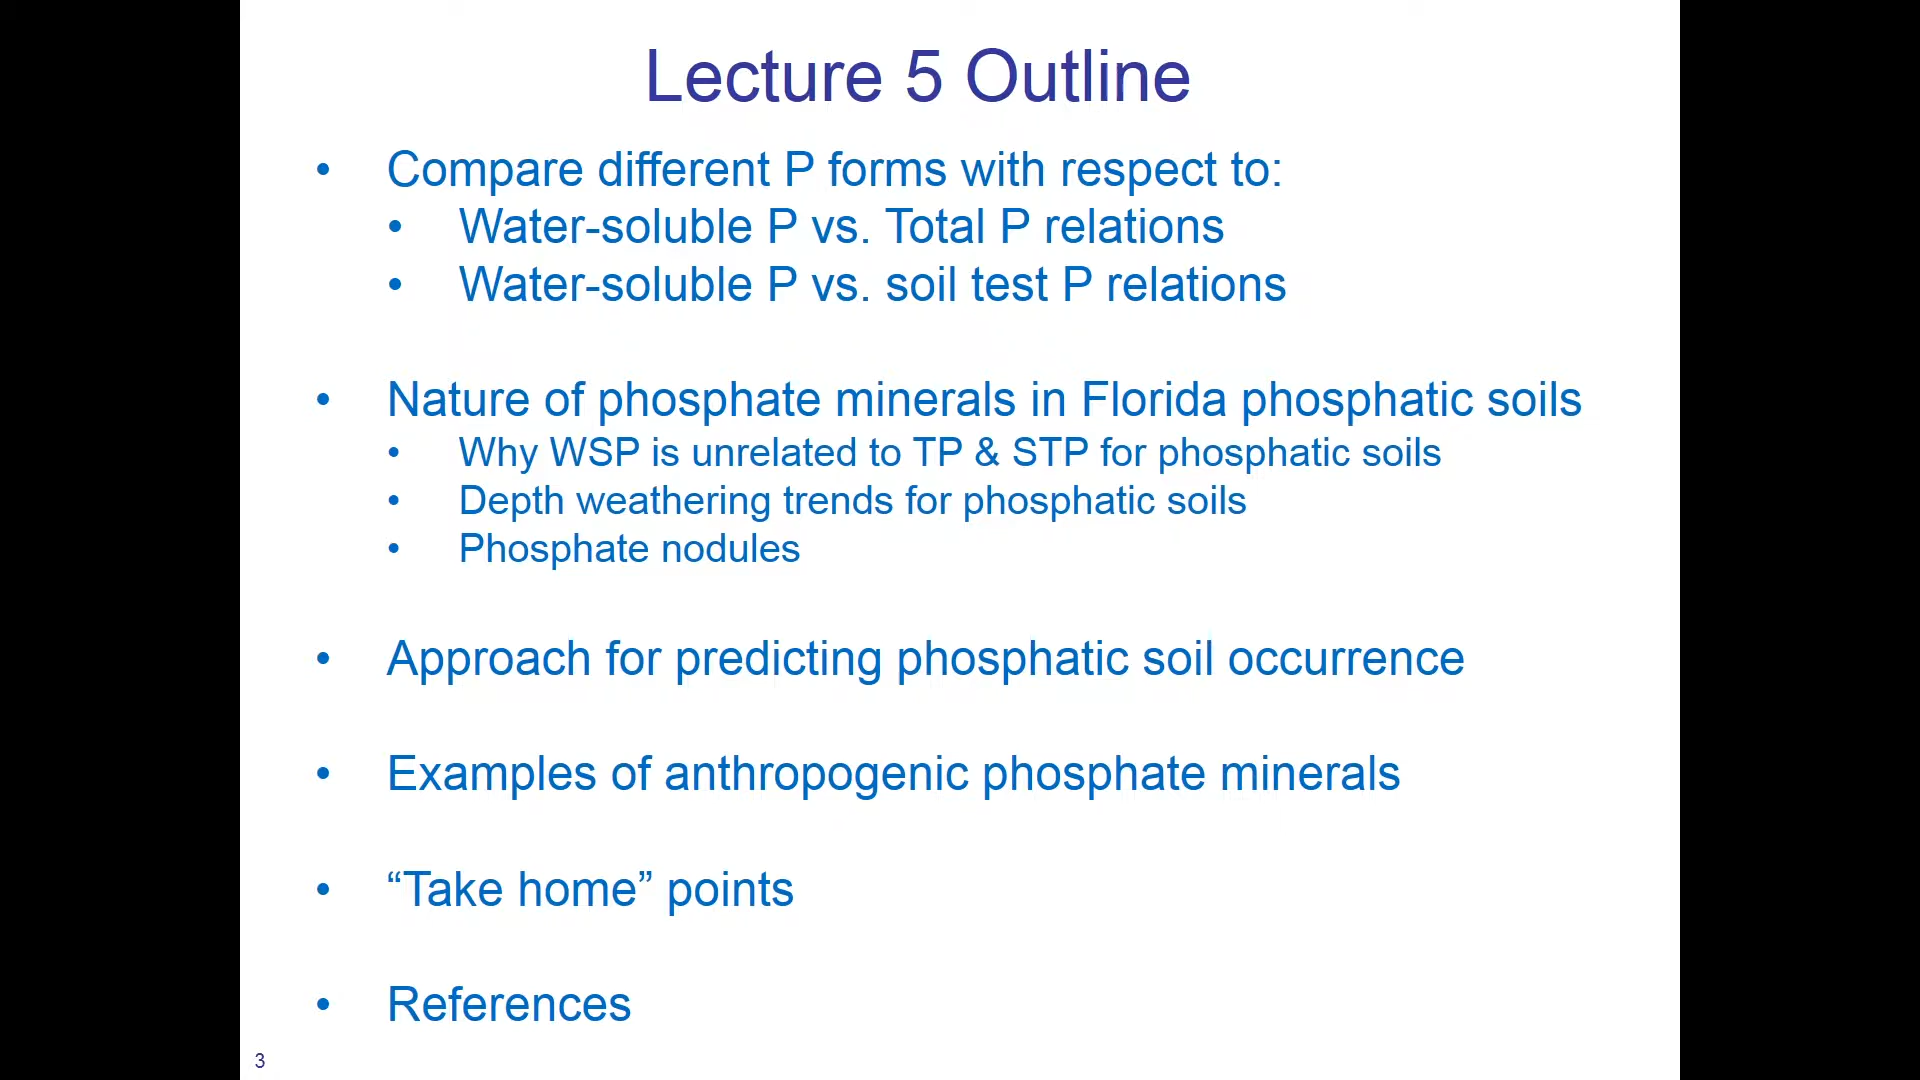 Lecture 5 Outline
• Compare different P forms with respect to:
• Water-soluble P vs. Total P relations
• Water-soluble P vs. soil test P relations
• Nature of phosphate minerals in Florida phosphatic soils
• Why WSP is unrelated to TP & STP for phosphatic soils
• Depth weathering trends for phosphatic soils
• Phosphate nodules
• Approach for predicting phosphatic soil occurrence
• Examples of anthropogenic phosphate minerals
• “Take home” points
• References
3